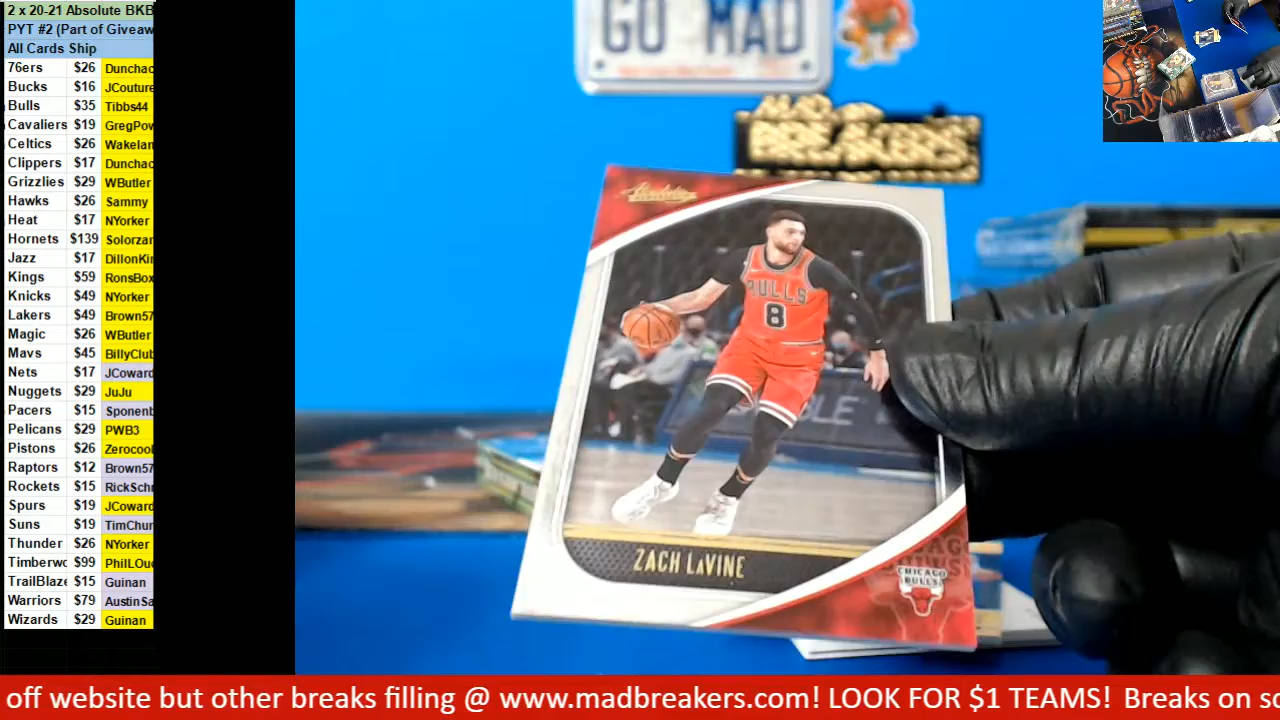 2 x 20-21 Absolute BKB
PYT #2 (Part of Giveaw
All Cards Ship
76ers $26 Dunchac
Bucks $16 JCouture
Bulls $35 Tibbs44
Cavaliers $19 GregPow
Celtics $26 Wakelan
Clippers $17 Dunchac
Grizzlies $29 WButler
Hawks $26 Sammy
Heat $17 NYorker
Hornets $139 Solorzan
Jazz $17 DillonKin
Kings $59 RonsBox
Knicks $49 NYorker
Lakers $49 Brown57
Magic $26 WButler
Mavs $45 BillyClub
Nets $17 JCoward
Nuggets $29 JuJu
Pacers $15 Sponenb
Pelicans $29 PWB3
Pistons $26 Zerocool
Raptors $12 Brown57
Rockets $15 RickSchr
Spurs $19 JCoward
Suns $19 TimChur
Thunder $26 NYorker
Timberwo $99 PhilLOuc
TrailBlaze $15 Guinan
Warriors $79 AustinSa
Wizards $29 Guinan
GO MAD
BREAKERS
Absolute
BULLS
8
ZACH LaVINE
CHICAGO
BULLS
off website but other breaks filling @ www.madbreakers.com! LOOK FOR $1 TEAMS! Breaks on sc